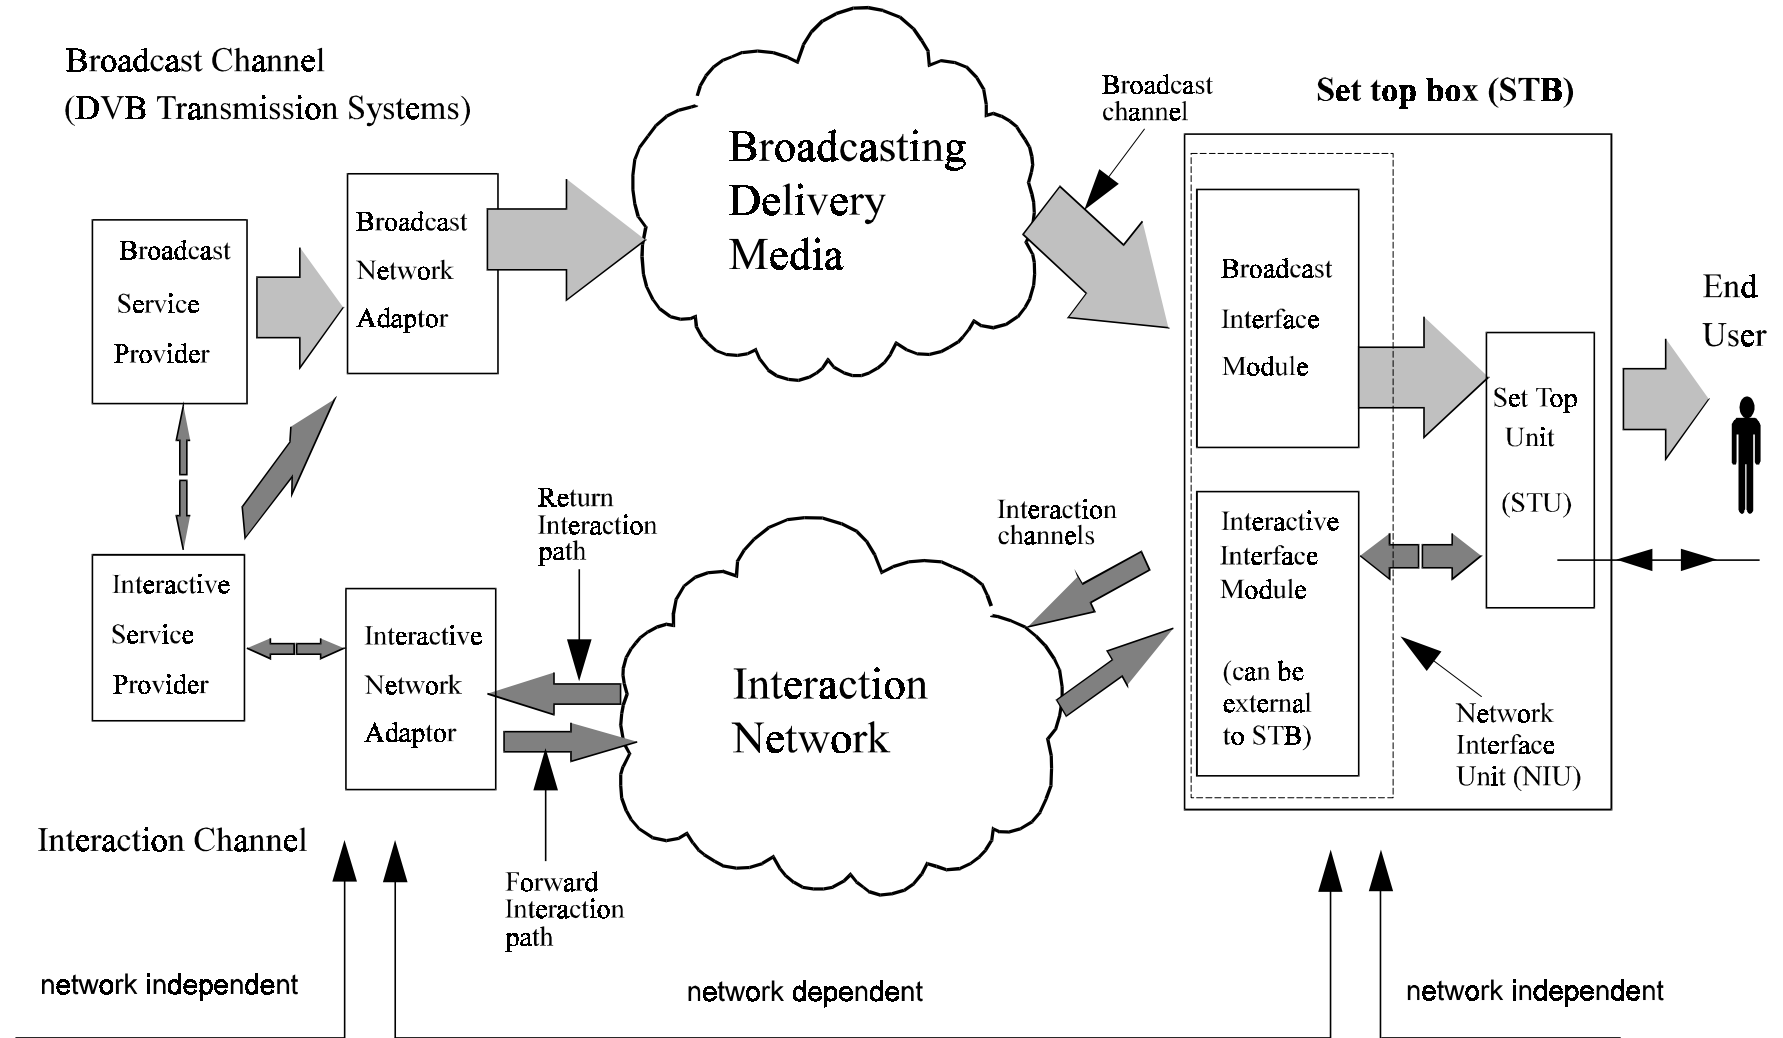 Broadcast Channel
(DVB Transmission Systems)
Broadcast
Service
Provider
Broadcast
Network
Adaptor
Broadcasting
Delivery
Media
Broadcast
channel
Set top box (STB)
Broadcast
Interface
Module
Set Top
Unit
(STU)
End
User
Interactive
Service
Provider
Interactive
Network
Adaptor
Return
Interaction
path
Forward
Interaction
path
Interaction
Network
Interaction
channels
Interactive
Interface
Module
(can be
external
to STB)
Network
Interface
Unit (NIU)
Interaction Channel
network independent
network dependent
network independent